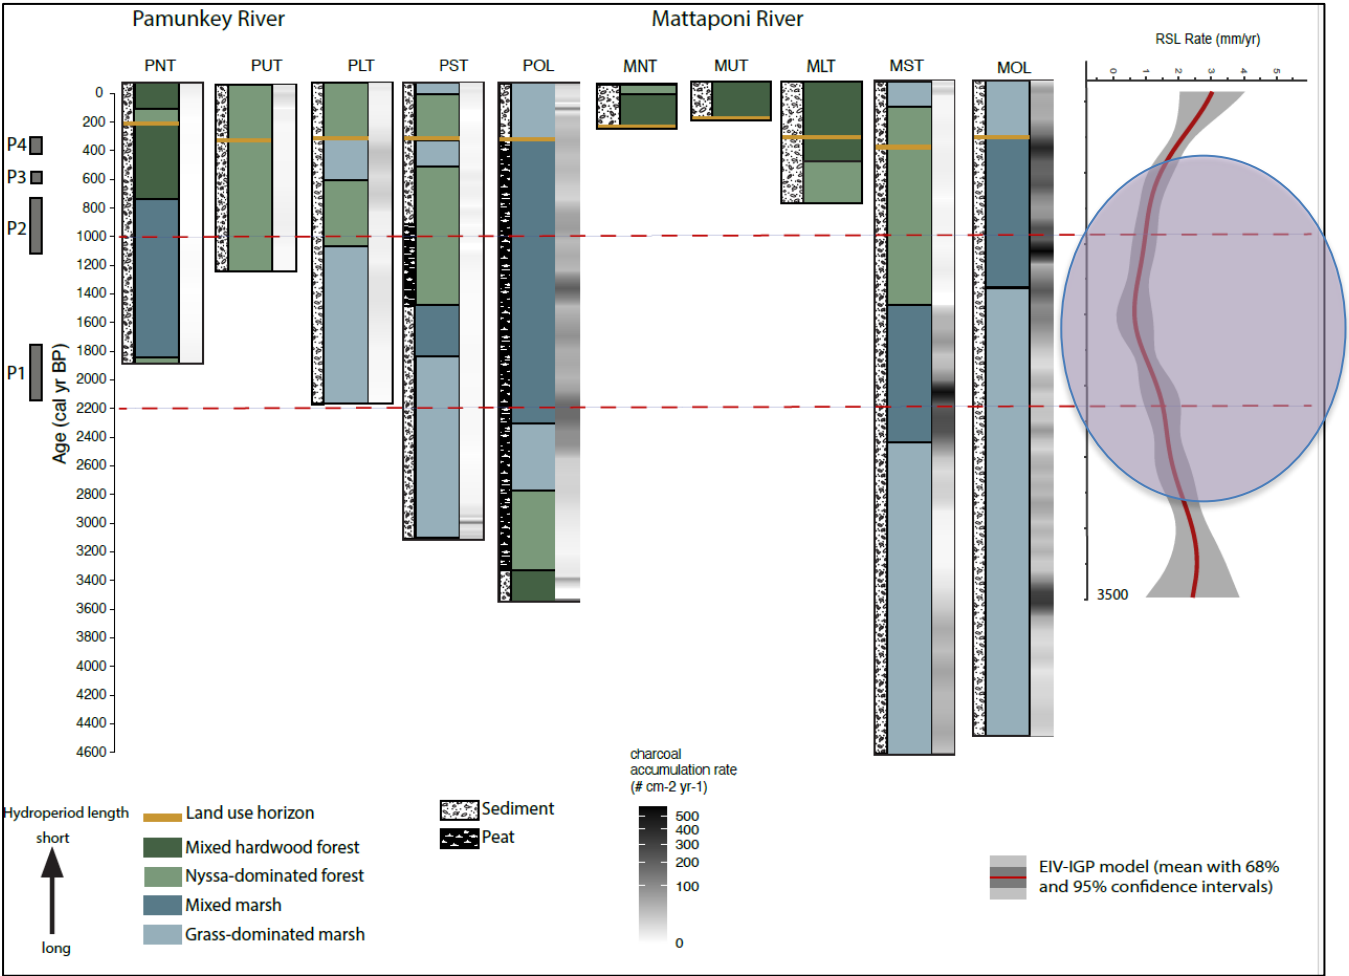 Pamunkey River
Mattaponi River
RSL Rate (mm/yr)
PNT PUT PLT PST POL MNT MUT MLT MST MOL
0 1 2 3 4 5
P4
P3
P2
P1
Age (cal yr BP)
0
200
400
600
800
1000
1200
1400
1600
1800
2000
2200
2400
2600
2800
3000
3200
3400
3600
3800
4000
4200
4400
4600
3500
Hydroperiod length
short
long
Land use horizon
Mixed hardwood forest
Nyssa-dominated forest
Mixed marsh
Grass-dominated marsh
Sediment
Peat
charcoal
accumulation rate
(# cm-2 yr-1)
500
400
300
200
100
0
EIV-IGP model (mean with 68%
and 95% confidence intervals)